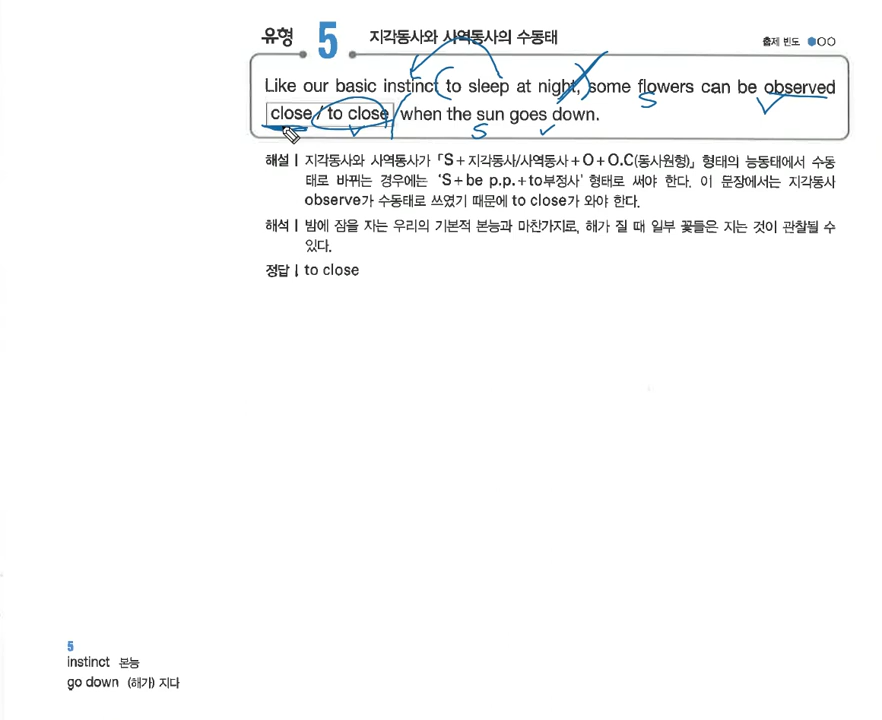 유형 5 지각동사와 사역동사의 수동태 출제 빈도
Like our basic instinct to sleep at night, some flowers can be observed
close / to close when the sun goes down.
S
S
해설 | 지각동사와 사역동사가 「S+지각동사/사역동사+O+O.C(동사원형)」 형태의 능동태에서 수동
태로 바뀌는 경우에는 'S+be p.p.+to부정사' 형태로 써야 한다. 이 문장에서는 지각동사
observe가 수동태로 쓰였기 때문에 to close가 와야 한다.
해석 | 밤에 잠을 자는 우리의 기본적 본능과 마찬가지로, 해가 질 때 일부 꽃들은 지는 것이 관찰될 수
있다.
정답 | to close
5
instinct 본능
go down (해가) 지다